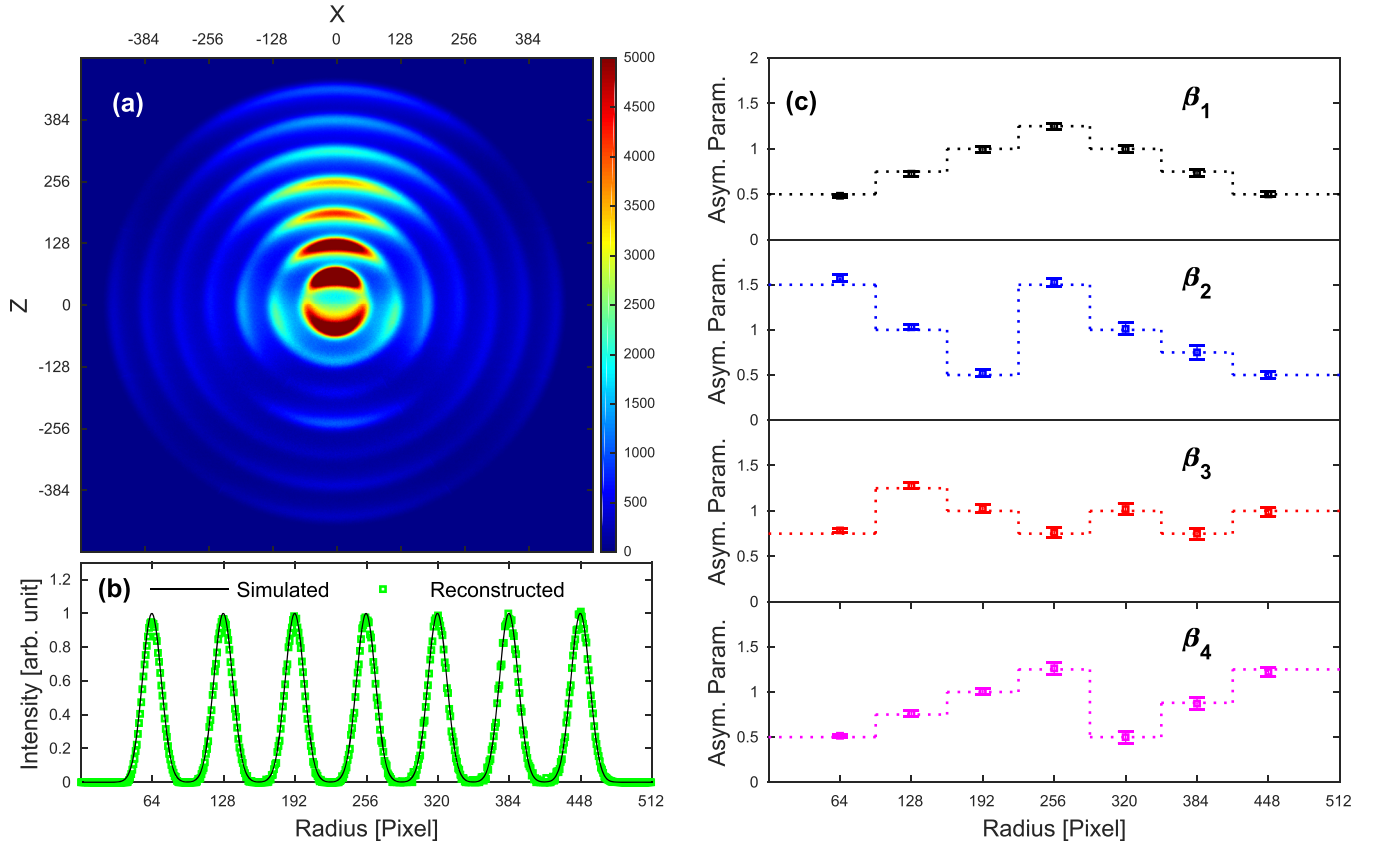 X
-384 -256 -128 0 128 256 384
(a)
Z
384
256
128
0
-128
-256
-384
5000
4500
4000
3500
3000
2500
2000
1500
1000
500
0
(b)
Simulated
Reconstructed
Intensity [arb. unit]
1.2
1
0.8
0.6
0.4
0.2
0
64 128 192 256 320 384 448 512
Radius [Pixel]
(c)
β1
Asym. Param.
2
1.5
1
0.5
0
β2
Asym. Param.
1.5
1
0.5
0
β3
Asym. Param.
1.5
1
0.5
0
β4
Asym. Param.
1.5
1
0.5
0
64 128 192 256 320 384 448 512
Radius [Pixel]